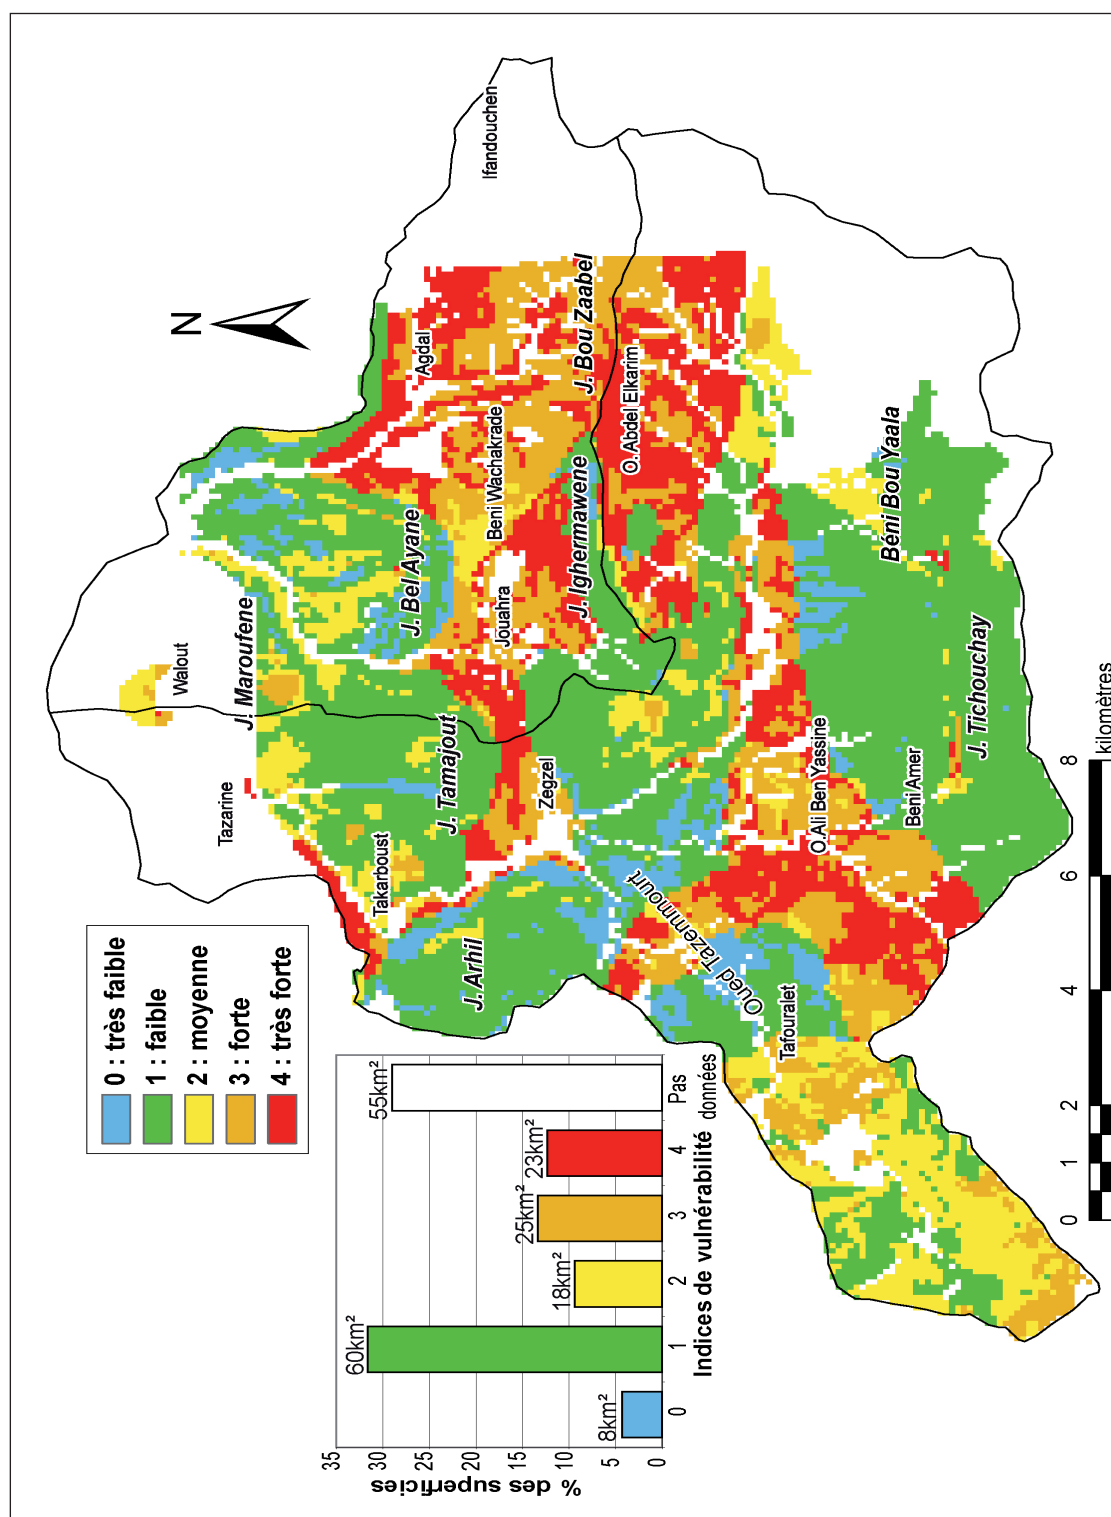 N
Ifandouchen
Walout
Tazarine
J. Maroufene
Agdal
J. Bou Zaabel
Beni Wachakrade
J. Bel Ayane
O. Abdel Elkarim
J. Ighermawene
Jouahra
J. Tamajout
Takarboust
Zegzel
J. Arhil
Oued Tazemmourt
Tafouralet
O.Ali Ben Yassine
Beni Amer
Béni Bou Yaala
J. Tichouchay
0 : très faible
1 : faible
2 : moyenne
3 : forte
4 : très forte
% des superficies
35
30
25
20
15
10
5
0
8km²
60km²
18km²
25km²
23km²
55km²
0
1
2
3
4
Pas
données
Indices de vulnérabilité
0
1
2
4
6
8
kilomètres